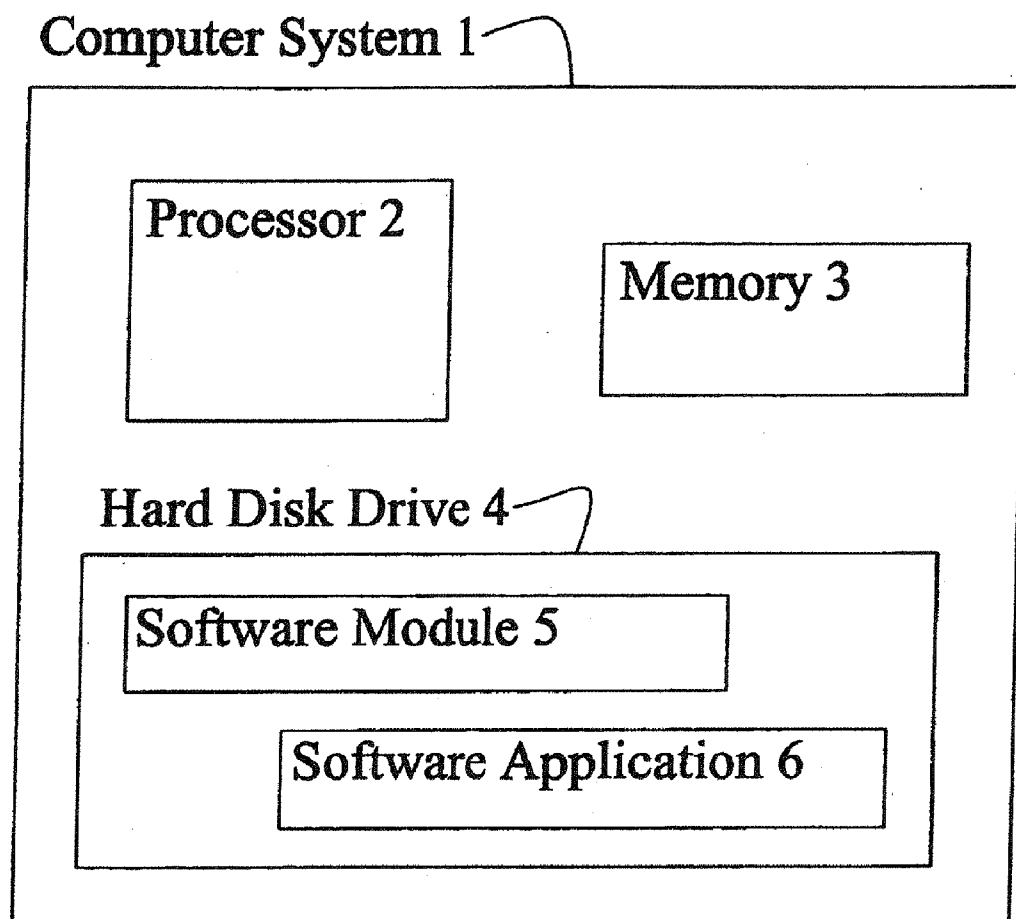 Computer System 1
Processor 2
Memory 3
Hard Disk Drive 4
Software Module 5
Software Application 6